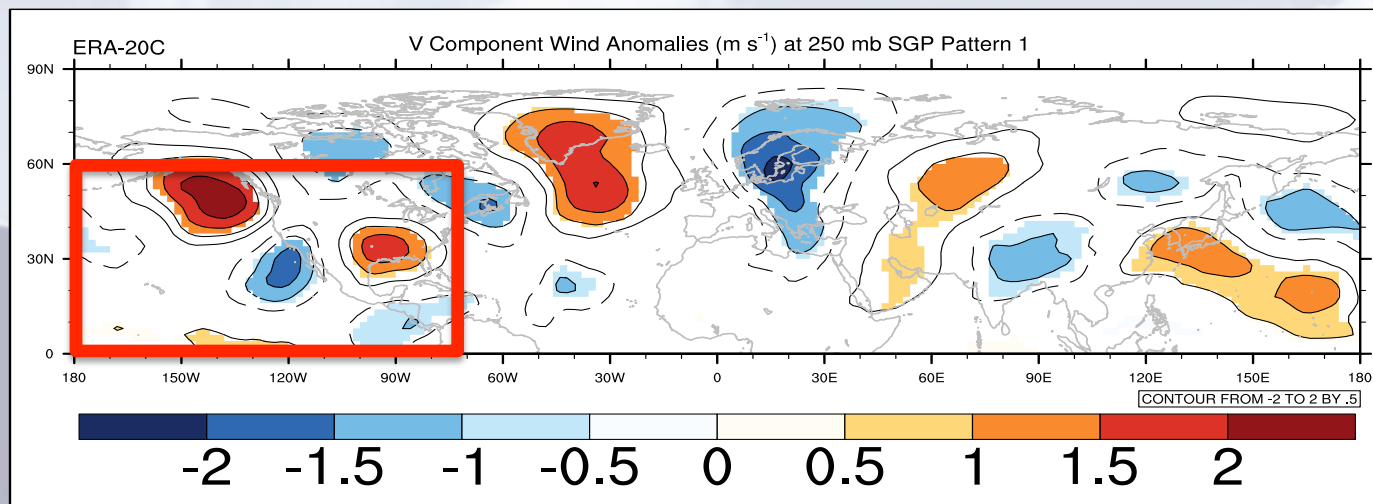 ERA-20C
V Component Wind Anomalies (m s⁻¹) at 250 mb SGP Pattern 1
90N
60N
30N
0
180 150W 120W 90W 60W 30W 0 30E 60E 90E 120E 150E 180
CONTOUR FROM -2 TO 2 BY .5
-2 -1.5 -1 -0.5 0 0.5 1 1.5 2